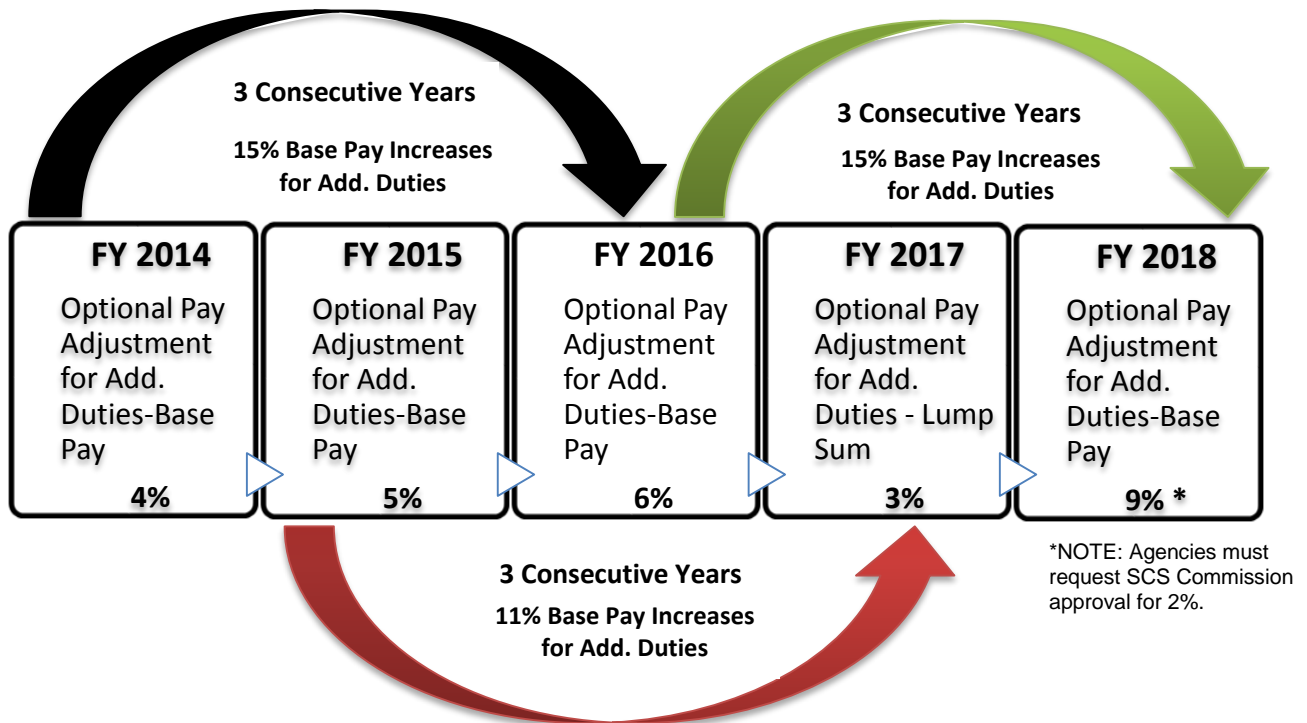 3 Consecutive Years
15% Base Pay Increases
for Add. Duties
3 Consecutive Years
15% Base Pay Increases
for Add. Duties
FY 2014
Optional Pay
Adjustment
for Add.
Duties-Base
Pay
4%
FY 2015
Optional Pay
Adjustment
for Add.
Duties-Base
Pay
5%
FY 2016
Optional Pay
Adjustment
for Add.
Duties-Base
Pay
6%
FY 2017
Optional Pay
Adjustment
for Add.
Duties - Lump
Sum
3%
FY 2018
Optional Pay
Adjustment
for Add.
Duties-Base
Pay
9% *
3 Consecutive Years
11% Base Pay Increases
for Add. Duties
*NOTE: Agencies must
request SCS Commission
approval for 2%.